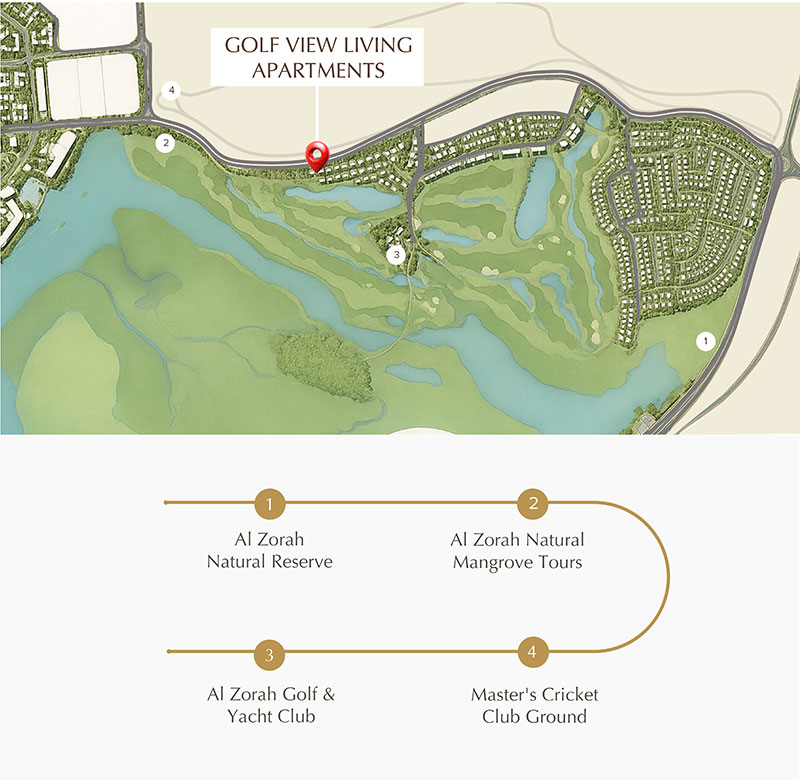 GOLF VIEW LIVING
APARTMENTS
4
2
3
1
1
2
Al Zorah
Natural Reserve
Al Zorah Natural
Mangrove Tours
3
4
Al Zorah Golf &
Yacht Club
Master's Cricket
Club Ground